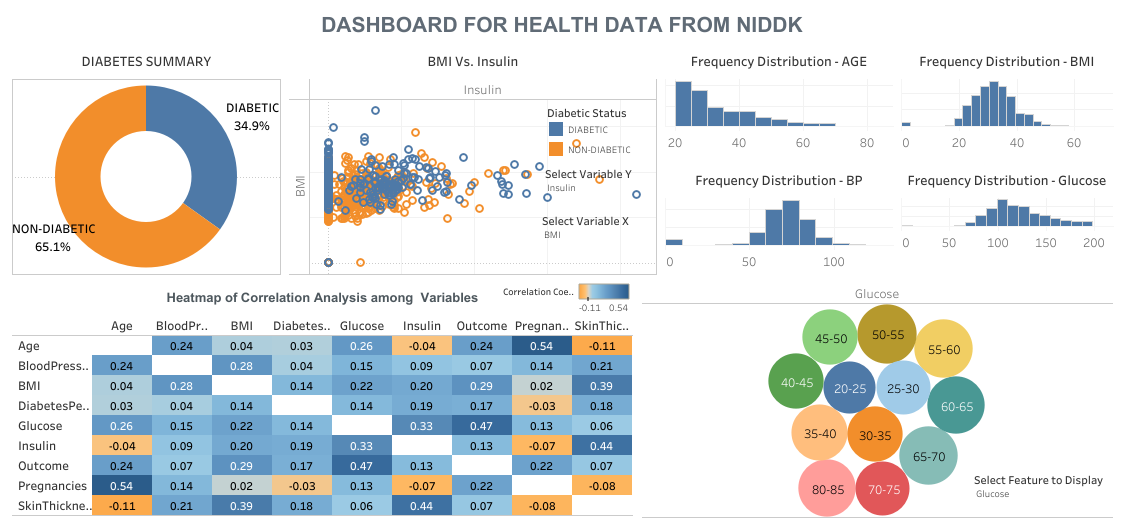 DASHBOARD FOR HEALTH DATA FROM NIDDK
DIABETES SUMMARY
DIABETIC
34.9%
NON-DIABETIC
65.1%
BMI Vs. Insulin
Insulin
BMI
Diabetic Status
DIABETIC
NON-DIABETIC
Select Variable Y
Insulin
Select Variable X
BMI
Frequency Distribution - AGE
20 40 60 80
Frequency Distribution - BMI
0 20 40 60
Frequency Distribution - BP
0 50 100
Frequency Distribution - Glucose
0 50 100 150 200
Heatmap of Correlation Analysis among Variables
Correlation Coe..
-0.11 0.54
Age BloodPr.. BMI Diabetes.. Glucose Insulin Outcome Pregnan.. SkinThic..
Age 0.24 0.04 0.03 0.26 -0.04 0.24 0.54 -0.11
BloodPress.. 0.24 0.28 0.04 0.15 0.09 0.07 0.14 0.21
BMI 0.04 0.28 0.14 0.22 0.20 0.29 0.02 0.39
DiabetesPe.. 0.03 0.04 0.14 0.14 0.19 0.17 -0.03 0.18
Glucose 0.26 0.15 0.22 0.14 0.33 0.47 0.13 0.06
Insulin -0.04 0.09 0.20 0.19 0.33 0.13 -0.07 0.44
Outcome 0.24 0.07 0.29 0.17 0.47 0.13 0.22 0.07
Pregnancies 0.54 0.14 0.02 -0.03 0.13 -0.07 0.22 -0.08
SkinThickne.. -0.11 0.21 0.39 0.18 0.06 0.44 0.07 -0.08
Glucose
45-50
50-55
55-60
40-45
20-25
25-30
60-65
35-40
30-35
65-70
80-85
70-75
Select Feature to Display
Glucose